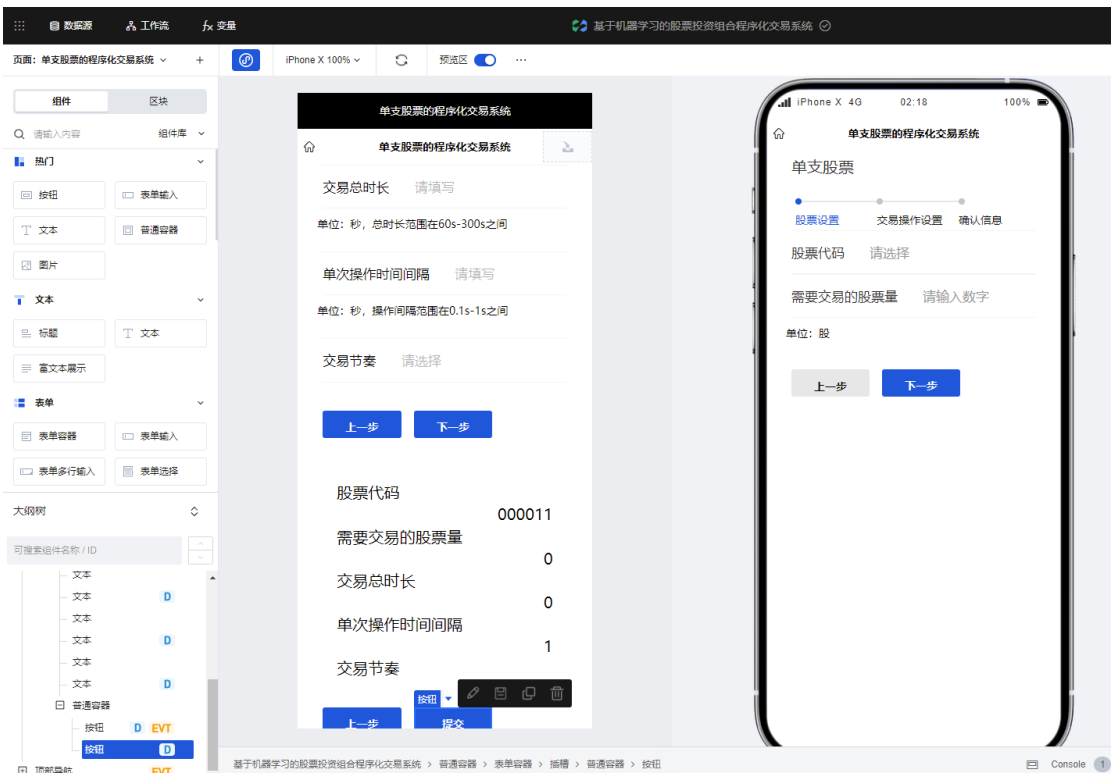 数据源 工作流 fx 变量 基于机器学习的股票投资组合程序化交易系统
页面：单支股票的程序化交易系统 + iPhone X 100% 预览区 ...
组件 区块
请输入内容 组件库
热门
按钮 表单输入
文本 普通容器
图片
文本
标题 文本
富文本展示
表单
表单容器 表单输入
表单多行输入 表单选择
大纲树
可搜索组件名称 / ID
文本
文本 D
文本
文本 D
文本
文本 D
普通容器
按钮 D EVT
按钮 D
顶部导航 EVT
单支股票的程序化交易系统
单支股票的程序化交易系统
交易总时长 请填写
单位：秒，总时长范围在60s-300s之间
单次操作时间间隔 请填写
单位：秒，操作间隔范围在0.1s-1s之间
交易节奏 请选择
上一步 下一步
股票代码
000011
需要交易的股票量
0
交易总时长
0
单次操作时间间隔
1
交易节奏
按钮
上一步 提交
iPhone X 4G 02:18 100%
单支股票的程序化交易系统
单支股票
股票设置 交易操作设置 确认信息
股票代码 请选择
需要交易的股票量 请输入数字
单位：股
上一步 下一步
基于机器学习的股票投资组合程序化交易系统 > 普通容器 > 表单容器 > 插槽 > 普通容器 > 按钮
Console 1